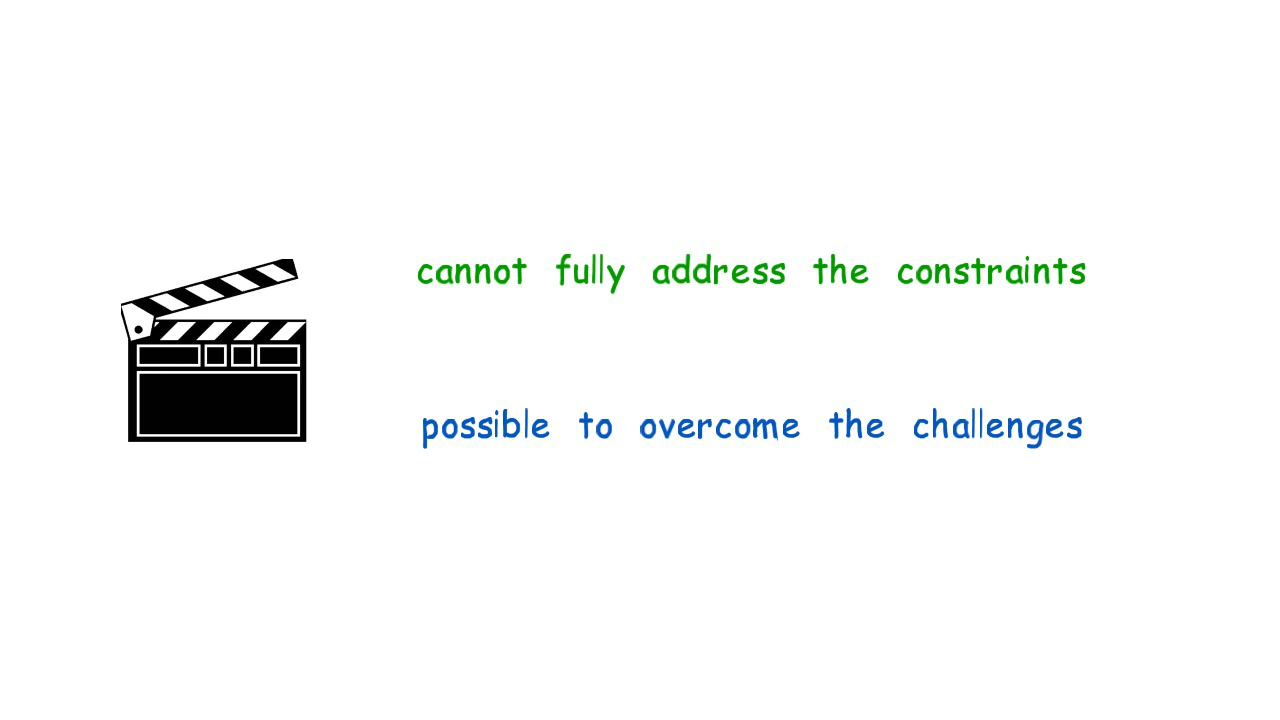 cannot fully address the constraints
possible to overcome the challenges